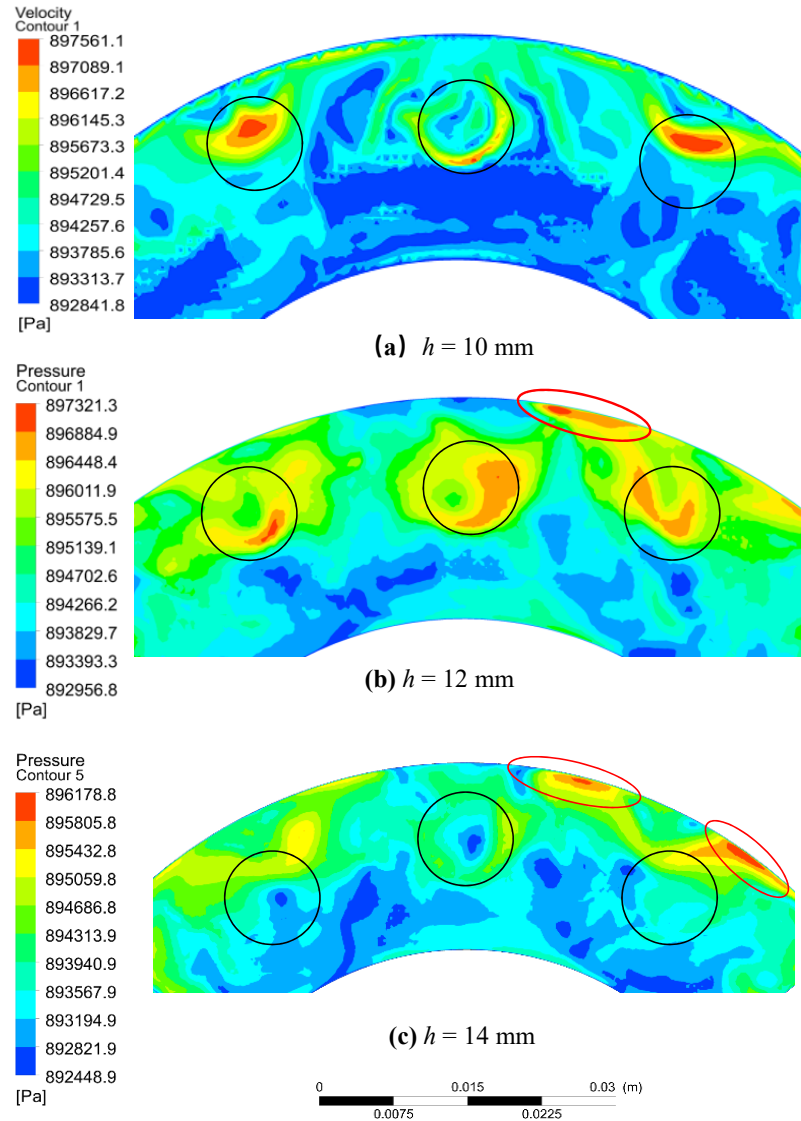 Velocity
Contour 1
897561.1
897089.1
896617.2
896145.3
895673.3
895201.4
894729.5
894257.6
893785.6
893313.7
892841.8
[Pa]
(a) h = 10 mm
Pressure
Contour 1
897321.3
896884.9
896448.4
896011.9
895575.5
895139.1
894702.6
894266.2
893829.7
893393.3
892956.8
[Pa]
(b) h = 12 mm
Pressure
Contour 5
896178.8
895805.8
895432.8
895059.8
894686.8
894313.9
893940.9
893567.9
893194.9
892821.9
892448.9
[Pa]
(c) h = 14 mm
0 0.015 0.03 (m)
0.0075 0.0225